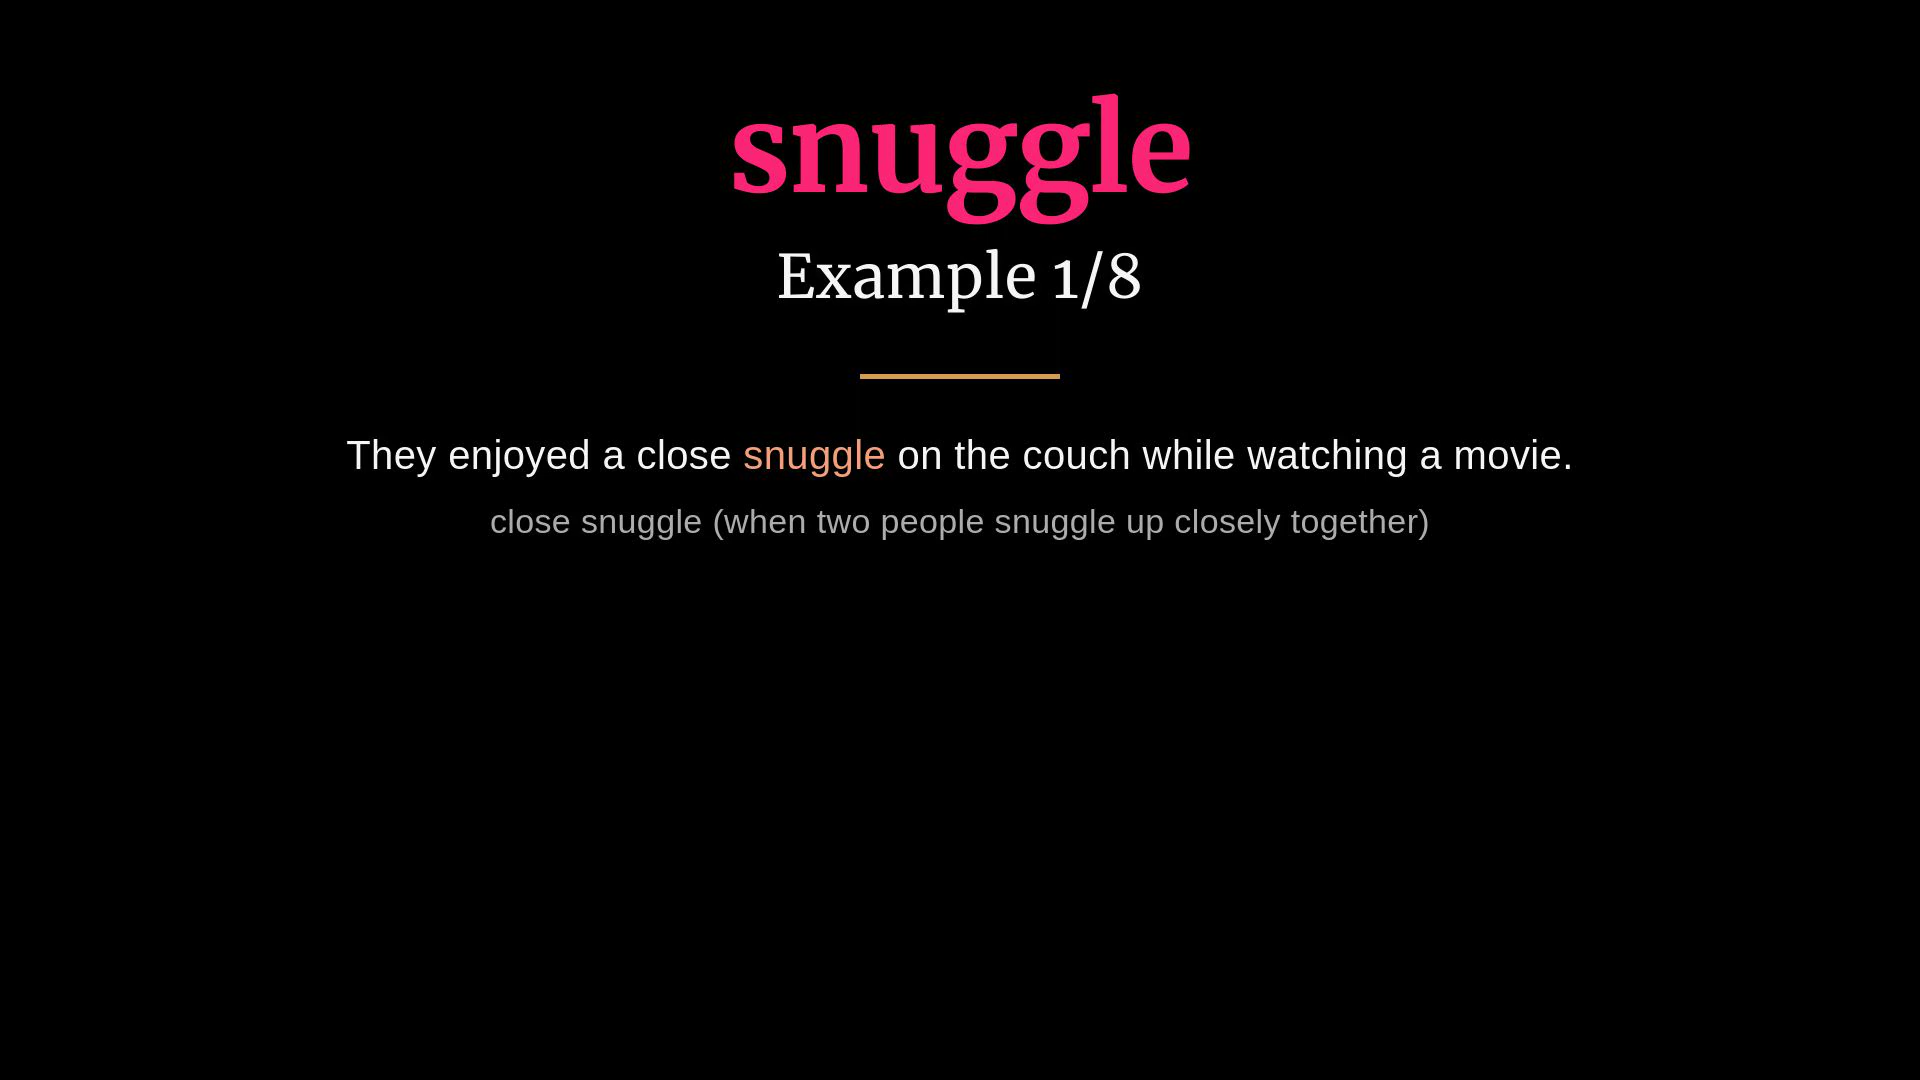 snuggle
Example 1/8
They enjoyed a close snuggle on the couch while watching a movie.
close snuggle (when two people snuggle up closely together)